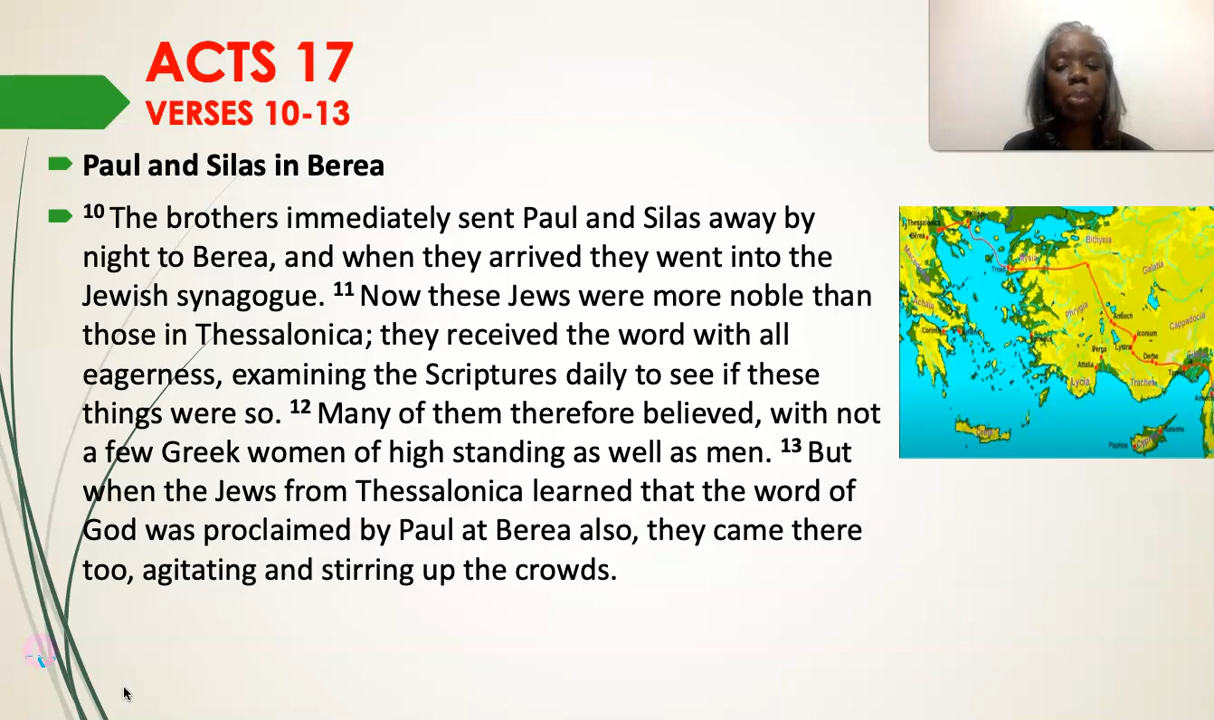 ACTS 17
VERSES 10-13
Paul and Silas in Berea
10 The brothers immediately sent Paul and Silas away by
night to Berea, and when they arrived they went into the
Jewish synagogue. 11 Now these Jews were more noble than
those in Thessalonica; they received the word with all
eagerness, examining the Scriptures daily to see if these
things were so. 12 Many of them therefore believed, with not
a few Greek women of high standing as well as men. 13 But
when the Jews from Thessalonica learned that the word of
God was proclaimed by Paul at Berea also, they came there
too, agitating and stirring up the crowds.
Thessalonica
Philippi
Bithynia
Galatia
Achaia
Phrygia
Antioch
Cappadocia
Iconium
Lystra
Derbe
Perga
Attalia
Lycia
Paphos
Salamis